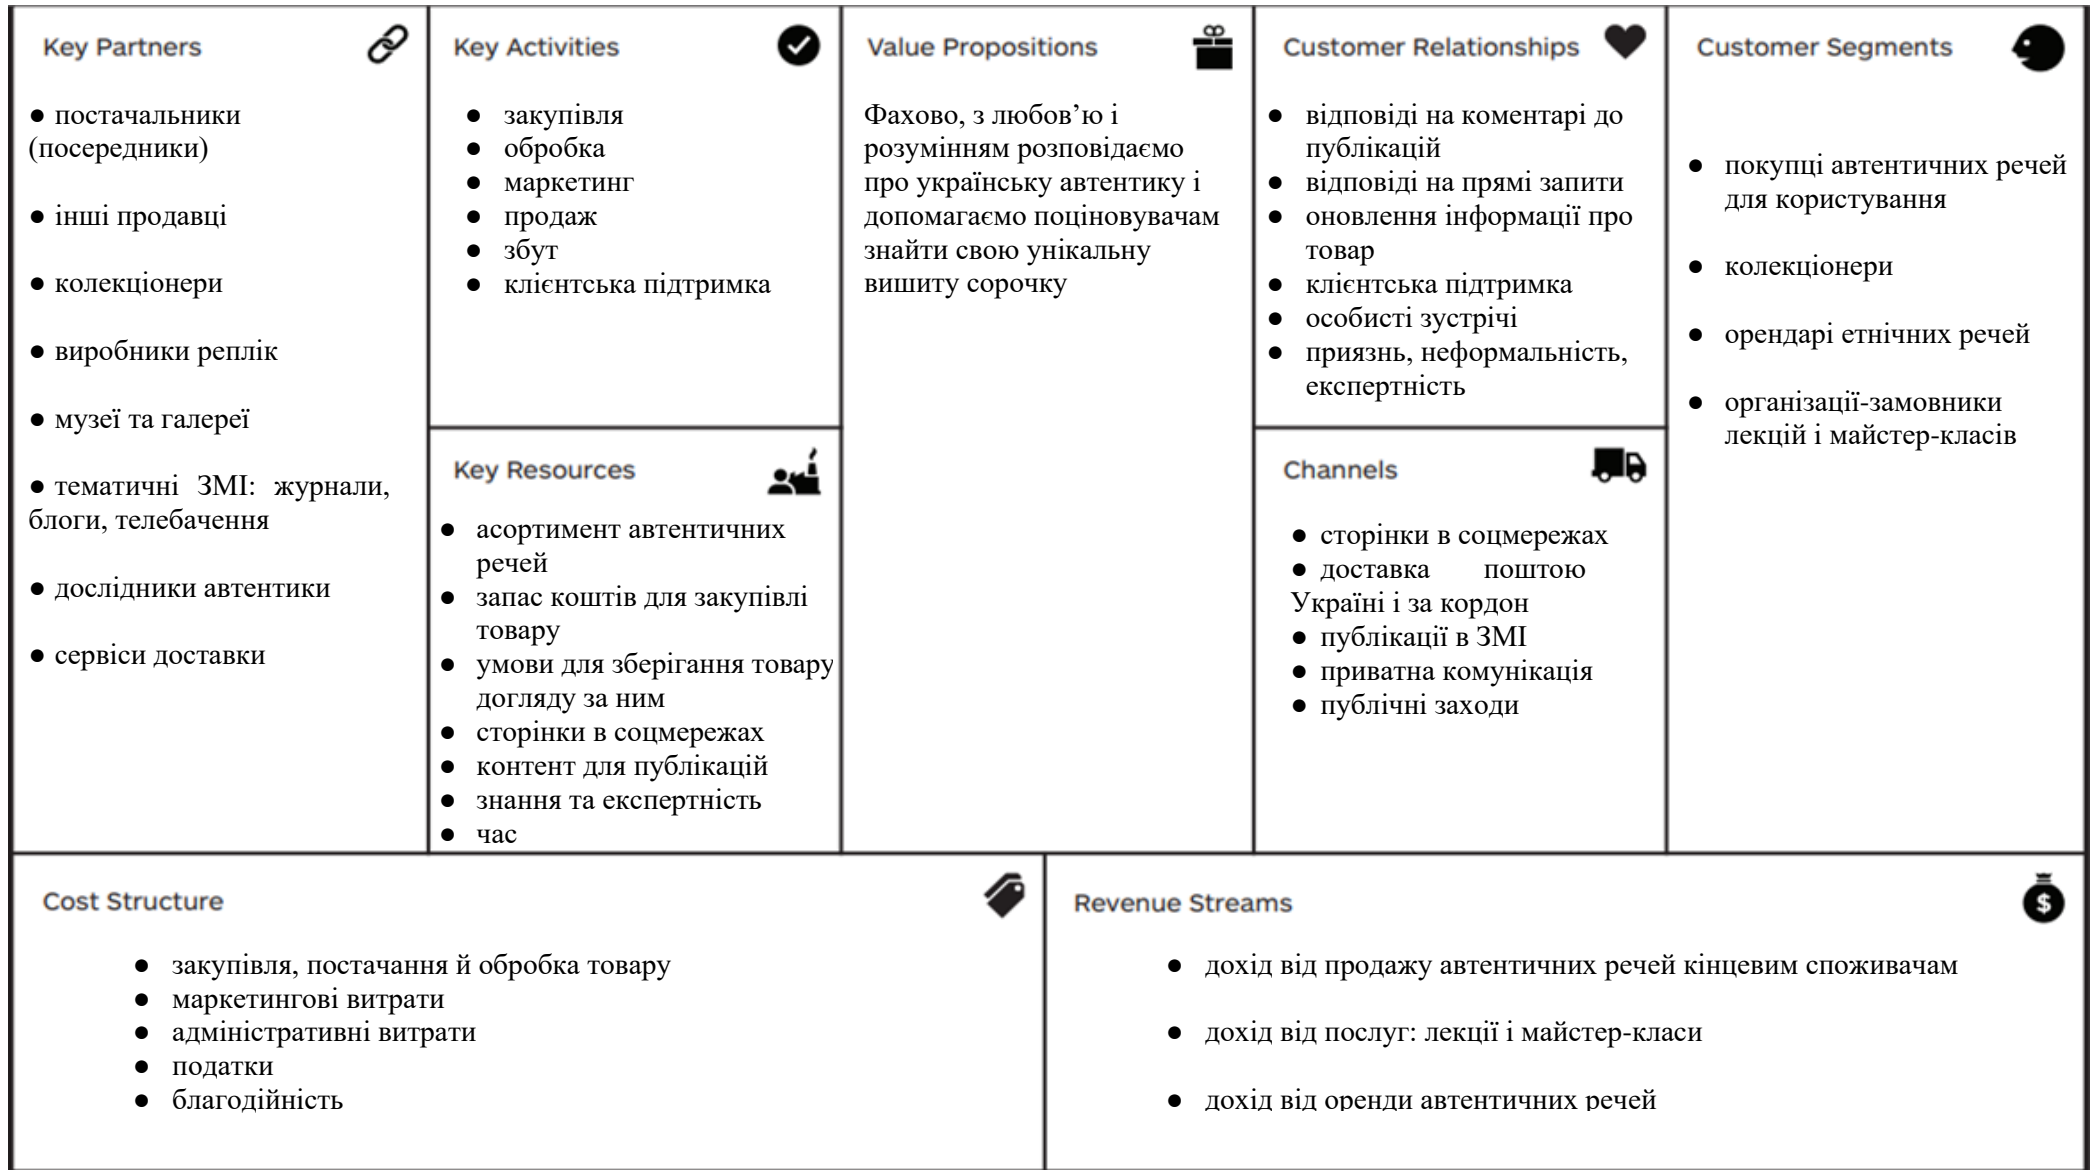 Key Partners
● постачальники
(посередники)
● інші продавці
● колекціонери
● виробники реплік
● музеї та галереї
● тематичні ЗМІ: журнали,
блоги, телебачення
● дослідники автентики
● сервіси доставки
Key Activities
● закупівля
● обробка
● маркетинг
● продаж
● збут
● клієнтська підтримка
Key Resources
● асортимент автентичних
речей
● запас коштів для закупівлі
товару
● умови для зберігання товару
догляду за ним
● сторінки в соцмережах
● контент для публікацій
● знання та експертність
● час
Value Propositions
Фахово, з любов’ю і
розумінням розповідаємо
про українську автентику і
допомагаємо поціновувачам
знайти свою унікальну
вишиту сорочку
Customer Relationships
● відповіді на коментарі до
публікацій
● відповіді на прямі запити
● оновлення інформації про
товар
● клієнтська підтримка
● особисті зустрічі
● приязнь, неформальність,
експертність
Channels
● сторінки в соцмережах
● доставка поштою
Україні і за кордон
● публікації в ЗМІ
● приватна комунікація
● публічні заходи
Customer Segments
● покупці автентичних речей
для користування
● колекціонери
● орендарі етнічних речей
● організації-замовники
лекцій і майстер-класів
Cost Structure
● закупівля, постачання й обробка товару
● маркетингові витрати
● адміністративні витрати
● податки
● благодійність
Revenue Streams
$
● дохід від продажу автентичних речей кінцевим споживачам
● дохід від послуг: лекції і майстер-класи
● дохід від оренди автентичних речей